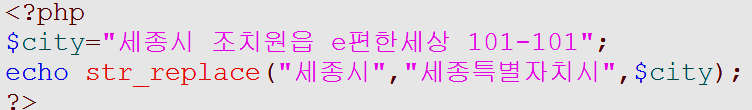 <?php
$city="세종시 조치원읍 e편한세상 101-101";
echo str_replace("세종시","세종특별자치시",$city);
?>